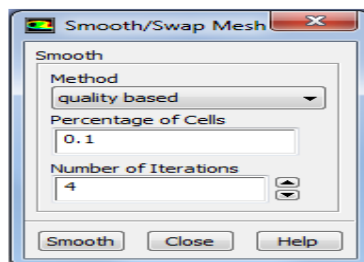 Smooth/Swap Mesh
Smooth
Method
quality based
Percentage of Cells
0.1
Number of Iterations
4
Smooth Close Help